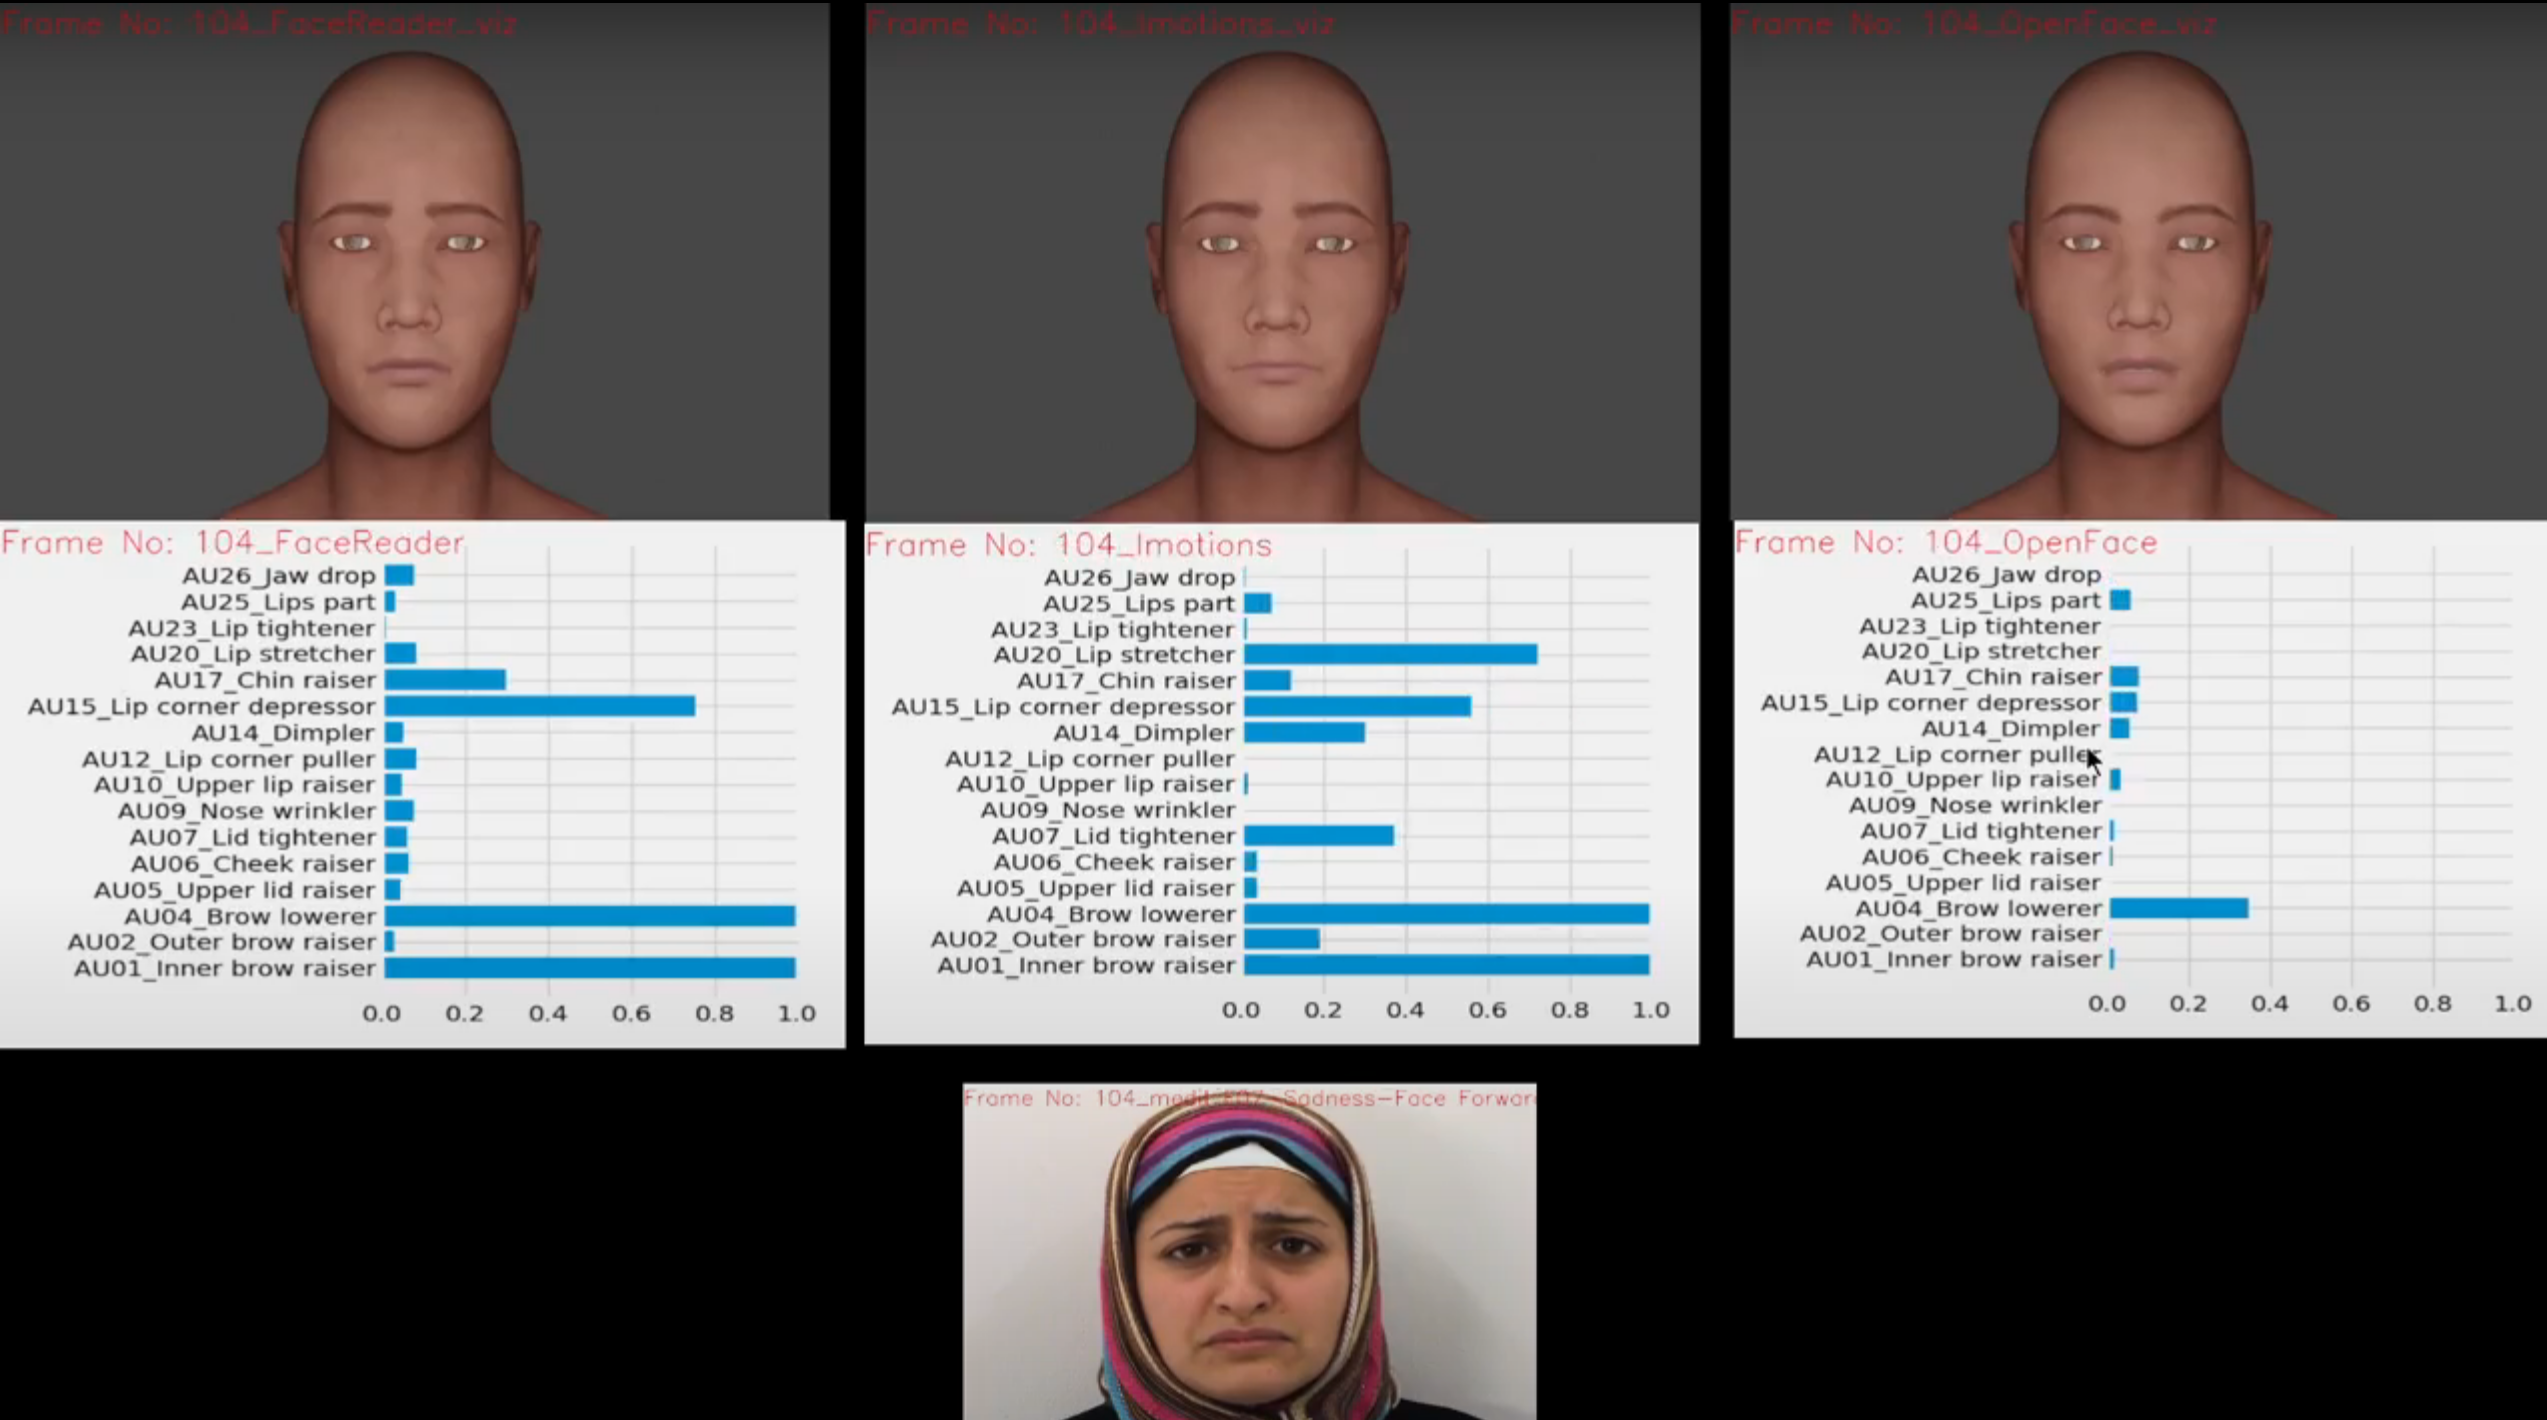 Frame No: 104_FaceReader_viz
Frame No: 104_Imotions_viz
Frame No: 104_OpenFace_viz
Frame No: 104_FaceReader
AU26_Jaw drop
AU25_Lips part
AU23_Lip tightener
AU20_Lip stretcher
AU17_Chin raiser
AU15_Lip corner depressor
AU14_Dimpler
AU12_Lip corner puller
AU10_Upper lip raiser
AU09_Nose wrinkler
AU07_Lid tightener
AU06_Cheek raiser
AU05_Upper lid raiser
AU04_Brow lowerer
AU02_Outer brow raiser
AU01_Inner brow raiser
0.0 0.2 0.4 0.6 0.8 1.0
Frame No: 104_Imotions
AU26_Jaw drop
AU25_Lips part
AU23_Lip tightener
AU20_Lip stretcher
AU17_Chin raiser
AU15_Lip corner depressor
AU14_Dimpler
AU12_Lip corner puller
AU10_Upper lip raiser
AU09_Nose wrinkler
AU07_Lid tightener
AU06_Cheek raiser
AU05_Upper lid raiser
AU04_Brow lowerer
AU02_Outer brow raiser
AU01_Inner brow raiser
0.0 0.2 0.4 0.6 0.8 1.0
Frame No: 104_OpenFace
AU26_Jaw drop
AU25_Lips part
AU23_Lip tightener
AU20_Lip stretcher
AU17_Chin raiser
AU15_Lip corner depressor
AU14_Dimpler
AU12_Lip corner puller
AU10_Upper lip raiser
AU09_Nose wrinkler
AU07_Lid tightener
AU06_Cheek raiser
AU05_Upper lid raiser
AU04_Brow lowerer
AU02_Outer brow raiser
AU01_Inner brow raiser
0.0 0.2 0.4 0.6 0.8 1.0
Frame No: Sadness-Face Forwar